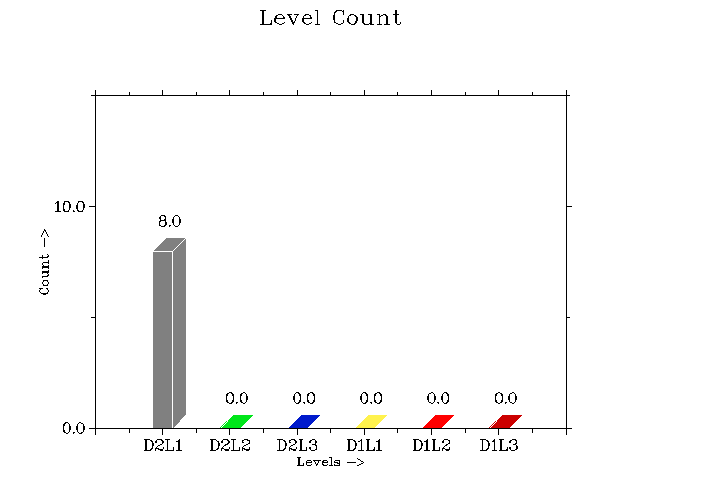 Level Count
8.0
10.0
Count ->
0.0 0.0 0.0 0.0 0.0
0.0
D2L1 D2L2 D2L3 D1L1 D1L2 D1L3
Levels ->